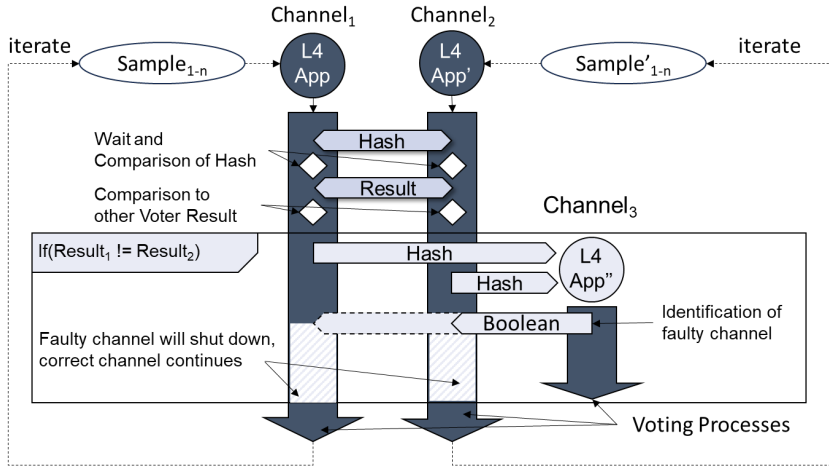 Channel1 Channel2
iterate Sample1-n L4 App L4 App’ Sample’1-n iterate
Wait and
Comparison of Hash
Hash
Comparison to
other Voter Result
Result
Channel3
If(Result1 != Result2)
Hash
L4
App’’
Hash
Boolean
Identification of
faulty channel
Faulty channel will shut down,
correct channel continues
Voting Processes